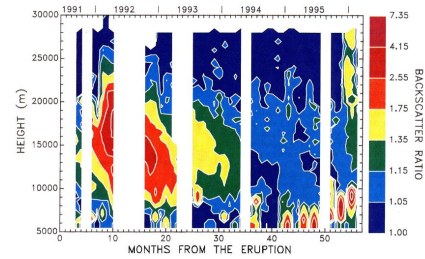 1991 1992 1993 1994 1995
30000
25000
20000
15000
10000
5000
HEIGHT (m)
0 10 20 30 40 50
MONTHS FROM THE ERUPTION
7.35
4.15
2.55
1.75
1.35
1.15
1.05
1.00
BACKSCATTER RATIO